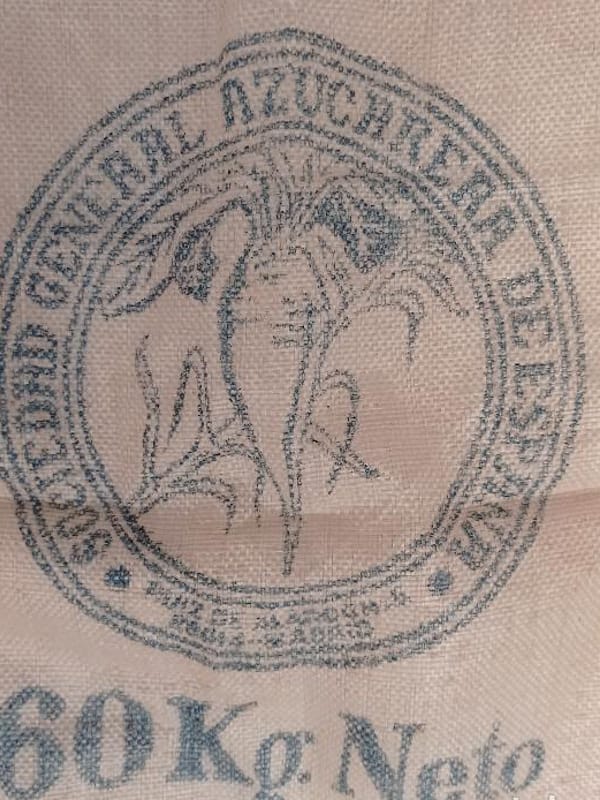 SOCIEDAD GENERAL AZUCARERA DE ESPAÑA
60 Kg. Neto